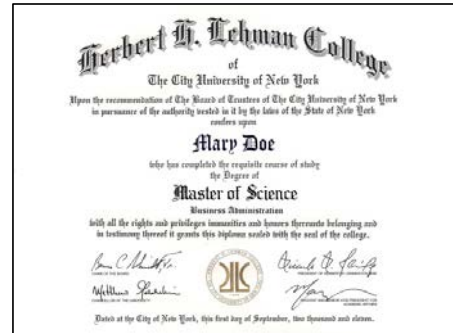 Herbert H. Lehman College
of
The City University of New York
Upon the recommendation of The Board of Trustees of The City University of New York
in pursuance of the authority vested in it by the laws of the State of New York
confers upon
Mary Doe
who has completed the requisite course of study
the Degree of
Master of Science
Business Administration
with all the rights and privileges immunities and honors thereunto belonging and
in testimony thereof it grants this diploma sealed with the seal of the college.
Dated at the City of New York, this first day of September, two thousand and eleven.